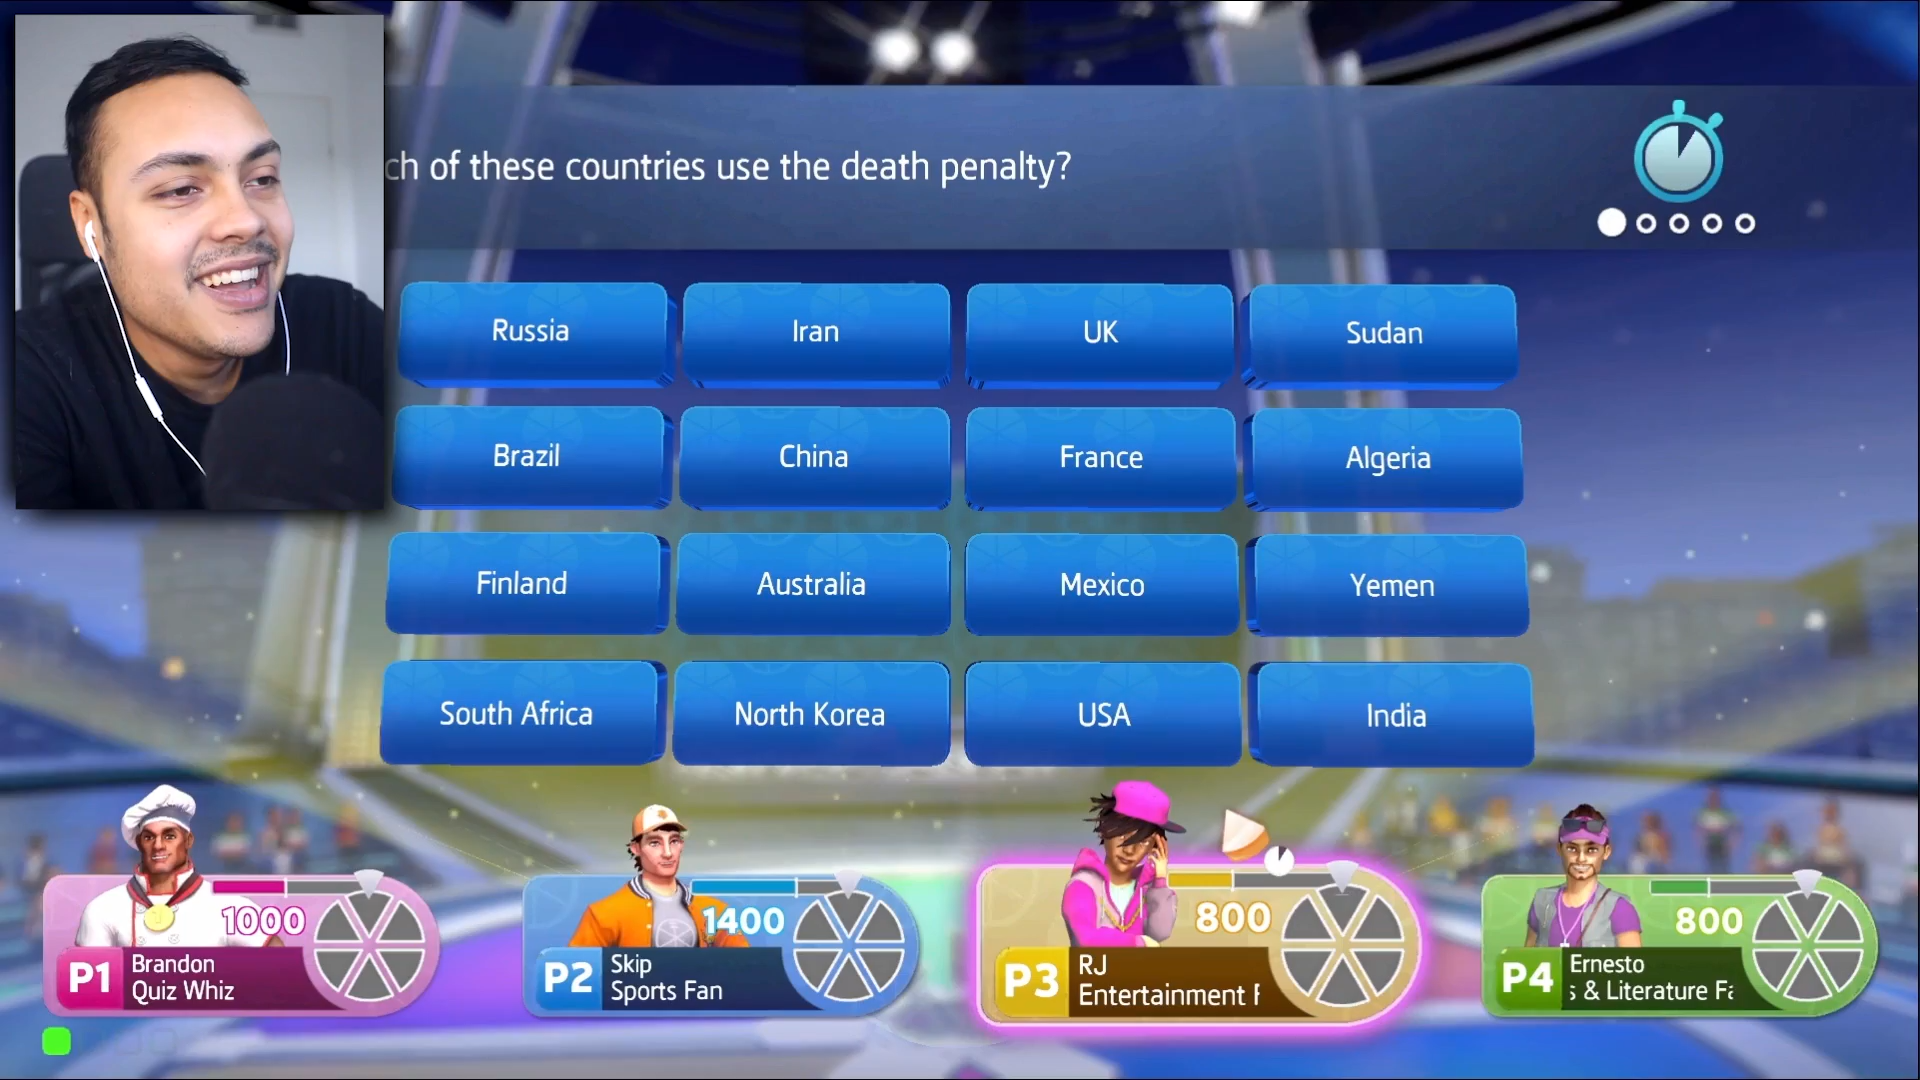 ch of these countries use the death penalty?
Russia
Iran
UK
Sudan
Brazil
China
France
Algeria
Finland
Australia
Mexico
Yemen
South Africa
North Korea
USA
India
1000
P1
Brandon
Quiz Whiz
1400
P2
Skip
Sports Fan
800
P3
RJ
Entertainment F
800
P4
Ernesto
s & Literature Fa